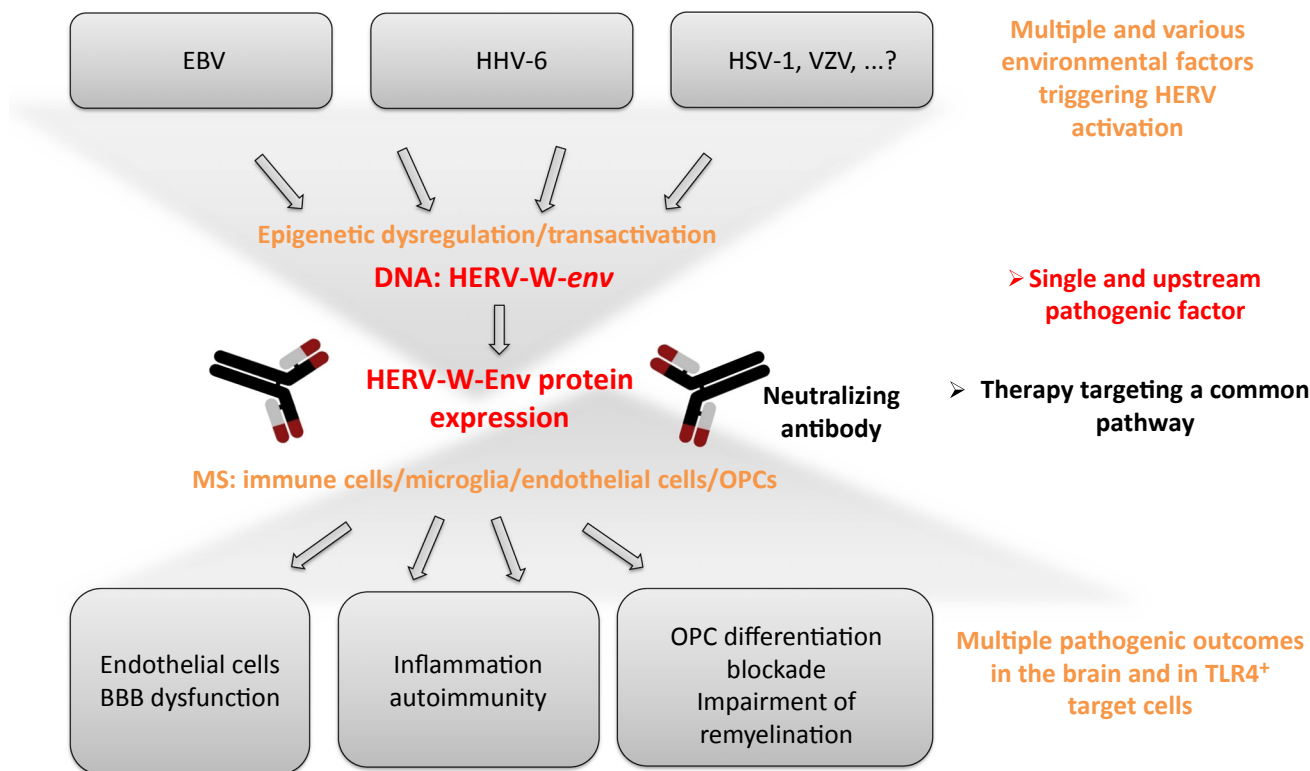 EBV
HHV-6
HSV-1, VZV, ...?
Multiple and various
environmental factors
triggering HERV
activation
Epigenetic dysregulation/transactivation
DNA: HERV-W-env
➢ Single and upstream
pathogenic factor
HERV-W-Env protein
expression
Neutralizing
antibody
➢ Therapy targeting a common
pathway
MS: immune cells/microglia/endothelial cells/OPCs
Endothelial cells
BBB dysfunction
Inflammation
autoimmunity
OPC differentiation
blockade
Impairment of
remyelination
Multiple pathogenic outcomes
in the brain and in TLR4⁺
target cells